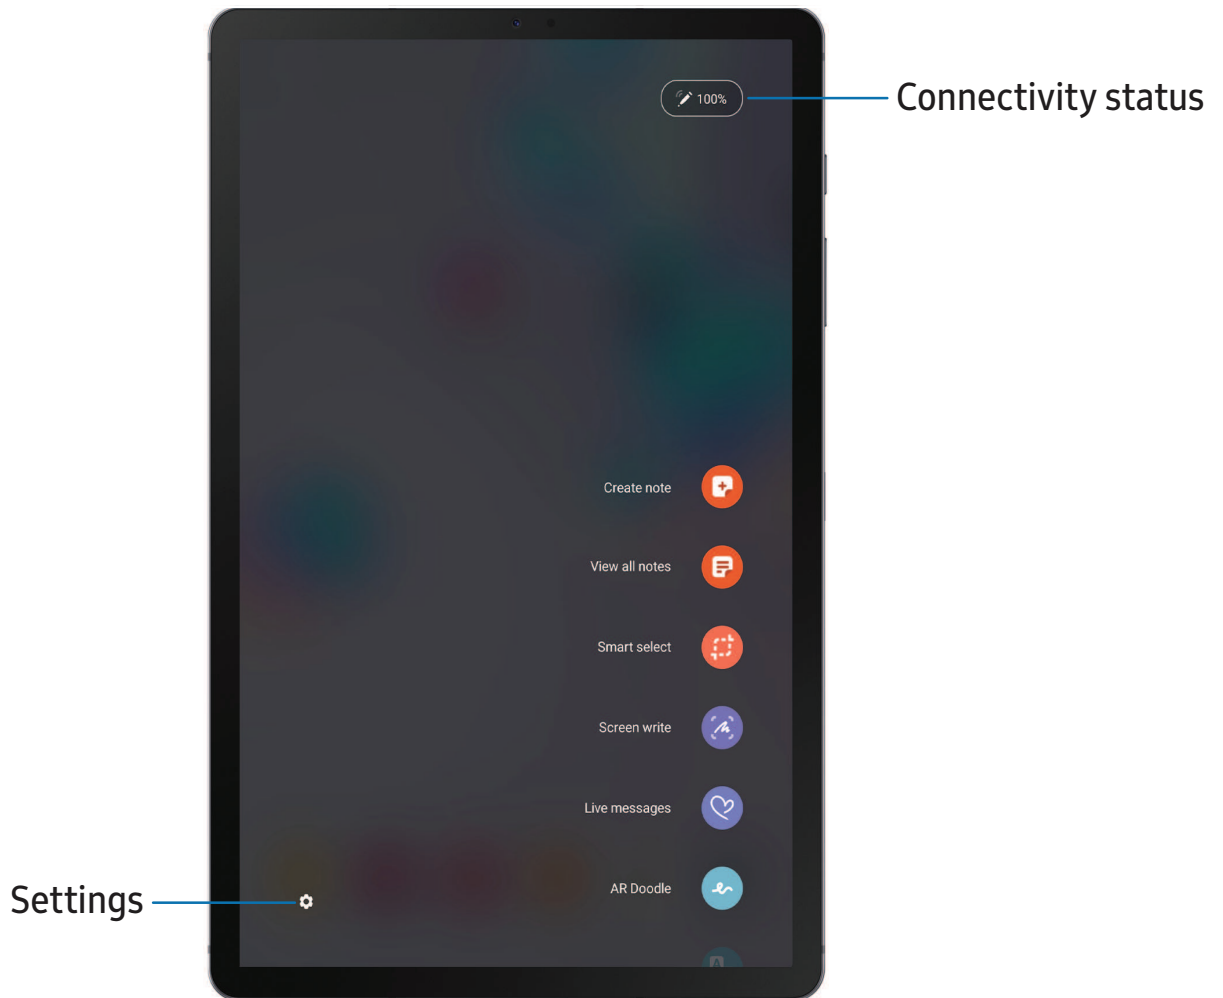 100%
Connectivity status
Create note
View all notes
Smart select
Screen write
Live messages
AR Doodle
Settings
A